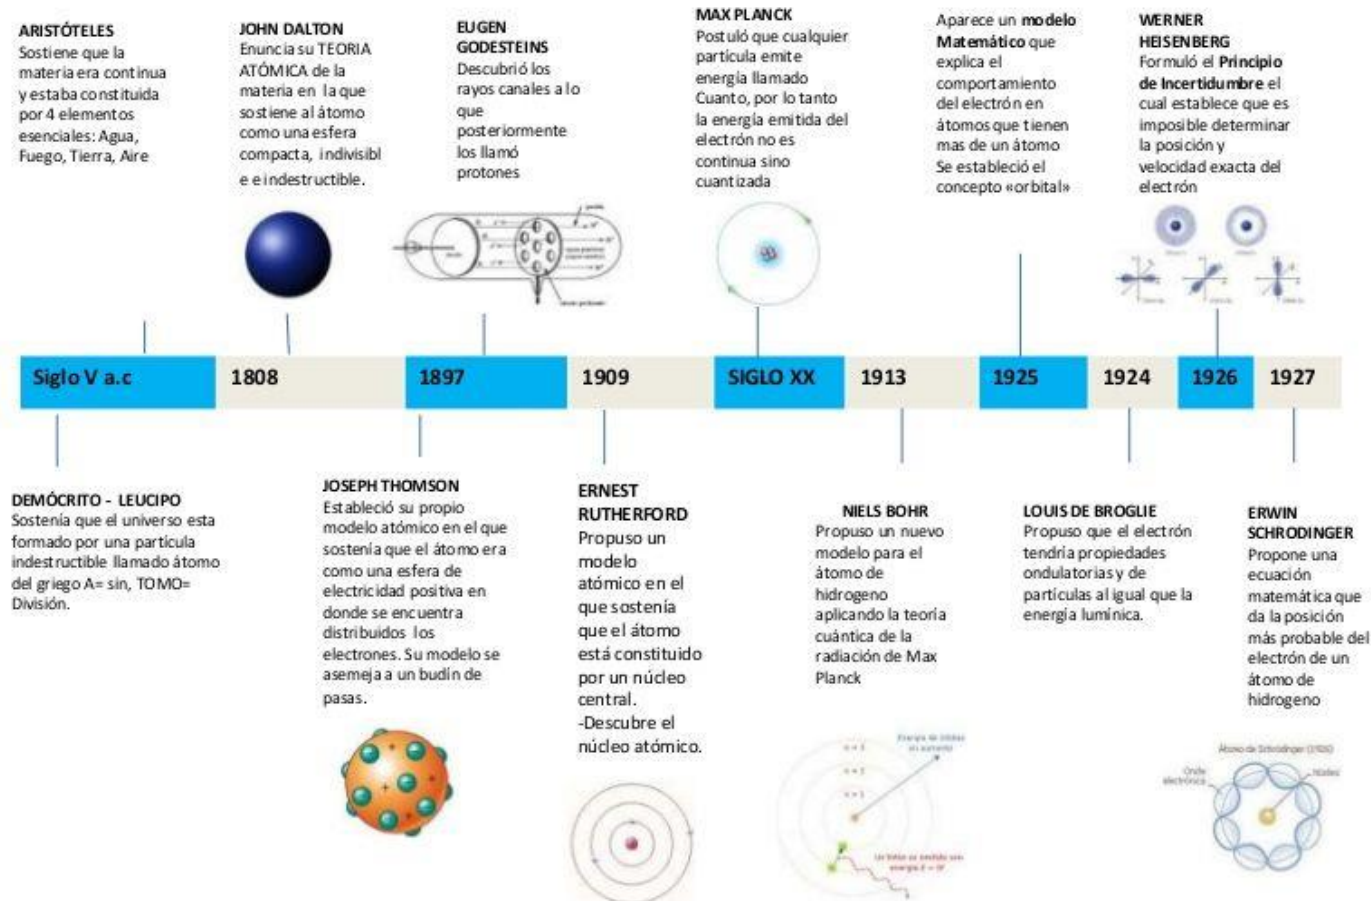 ARISTÓTELES
Sostiene que la
materia era continua
y estaba constituida
por 4 elementos
esenciales: Agua,
Fuego, Tierra, Aire
JOHN DALTON
Enuncia su TEORIA
ATÓMICA de la
materia en la que
sostiene al átomo
como una esfera
compacta, indivisibl
e e indestructible.
EUGEN
GODESTEINS
Descubrió los
rayos canales a lo
que
posteriormente
los llamó
protones
MAX PLANCK
Postuló que cualquier
partícula emite
energía llamado
Cuanto, por lo tanto
la energía emitida del
electrón no es
continua sino
cuantizada
Aparece un modelo
Matemático que
explica el
comportamiento
del electrón en
átomos que tienen
mas de un átomo
Se estableció el
concepto «orbital»
WERNER
HEISENBERG
Formuló el Principio
de Incertidumbre el
cual establece que es
imposible determinar
la posición y
velocidad exacta del
electrón
Siglo V a.c
1808
1897
1909
SIGLO XX
1913
1925
1924
1926
1927
DEMÓCRITO - LEUCIPO
Sostenía que el universo esta
formado por una partícula
indestructible llamado átomo
del griego A= sin, TOMO=
División.
JOSEPH THOMSON
Estableció su propio
modelo atómico en el que
sostenía que el átomo era
como una esfera de
electricidad positiva en
donde se encuentra
distribuidos los
electrones. Su modelo se
asemeja a un budín de
pasas.
ERNEST
RUTHERFORD
Propuso un
modelo
atómico en el
que sostenía
que el átomo
está constituido
por un núcleo
central.
-Descubre el
núcleo atómico.
NIELS BOHR
Propuso un nuevo
modelo para el
átomo de
hidrogeno
aplicando la teoría
cuántica de la
radiación de Max
Planck
Energía de órbitas
en aumento
n = 3
n = 2
n = 1
LOUIS DE BROGLIE
Propuso que el electrón
tendría propiedades
ondulatorias y de
partículas al igual que la
energía lumínica.
ERWIN
SCHRODINGER
Propone una
ecuación
matemática que
da la posición
más probable del
electrón de un
átomo de
hidrogeno
Átomo de Schrödinger (1926)
Onda
electrónica
Núcleo